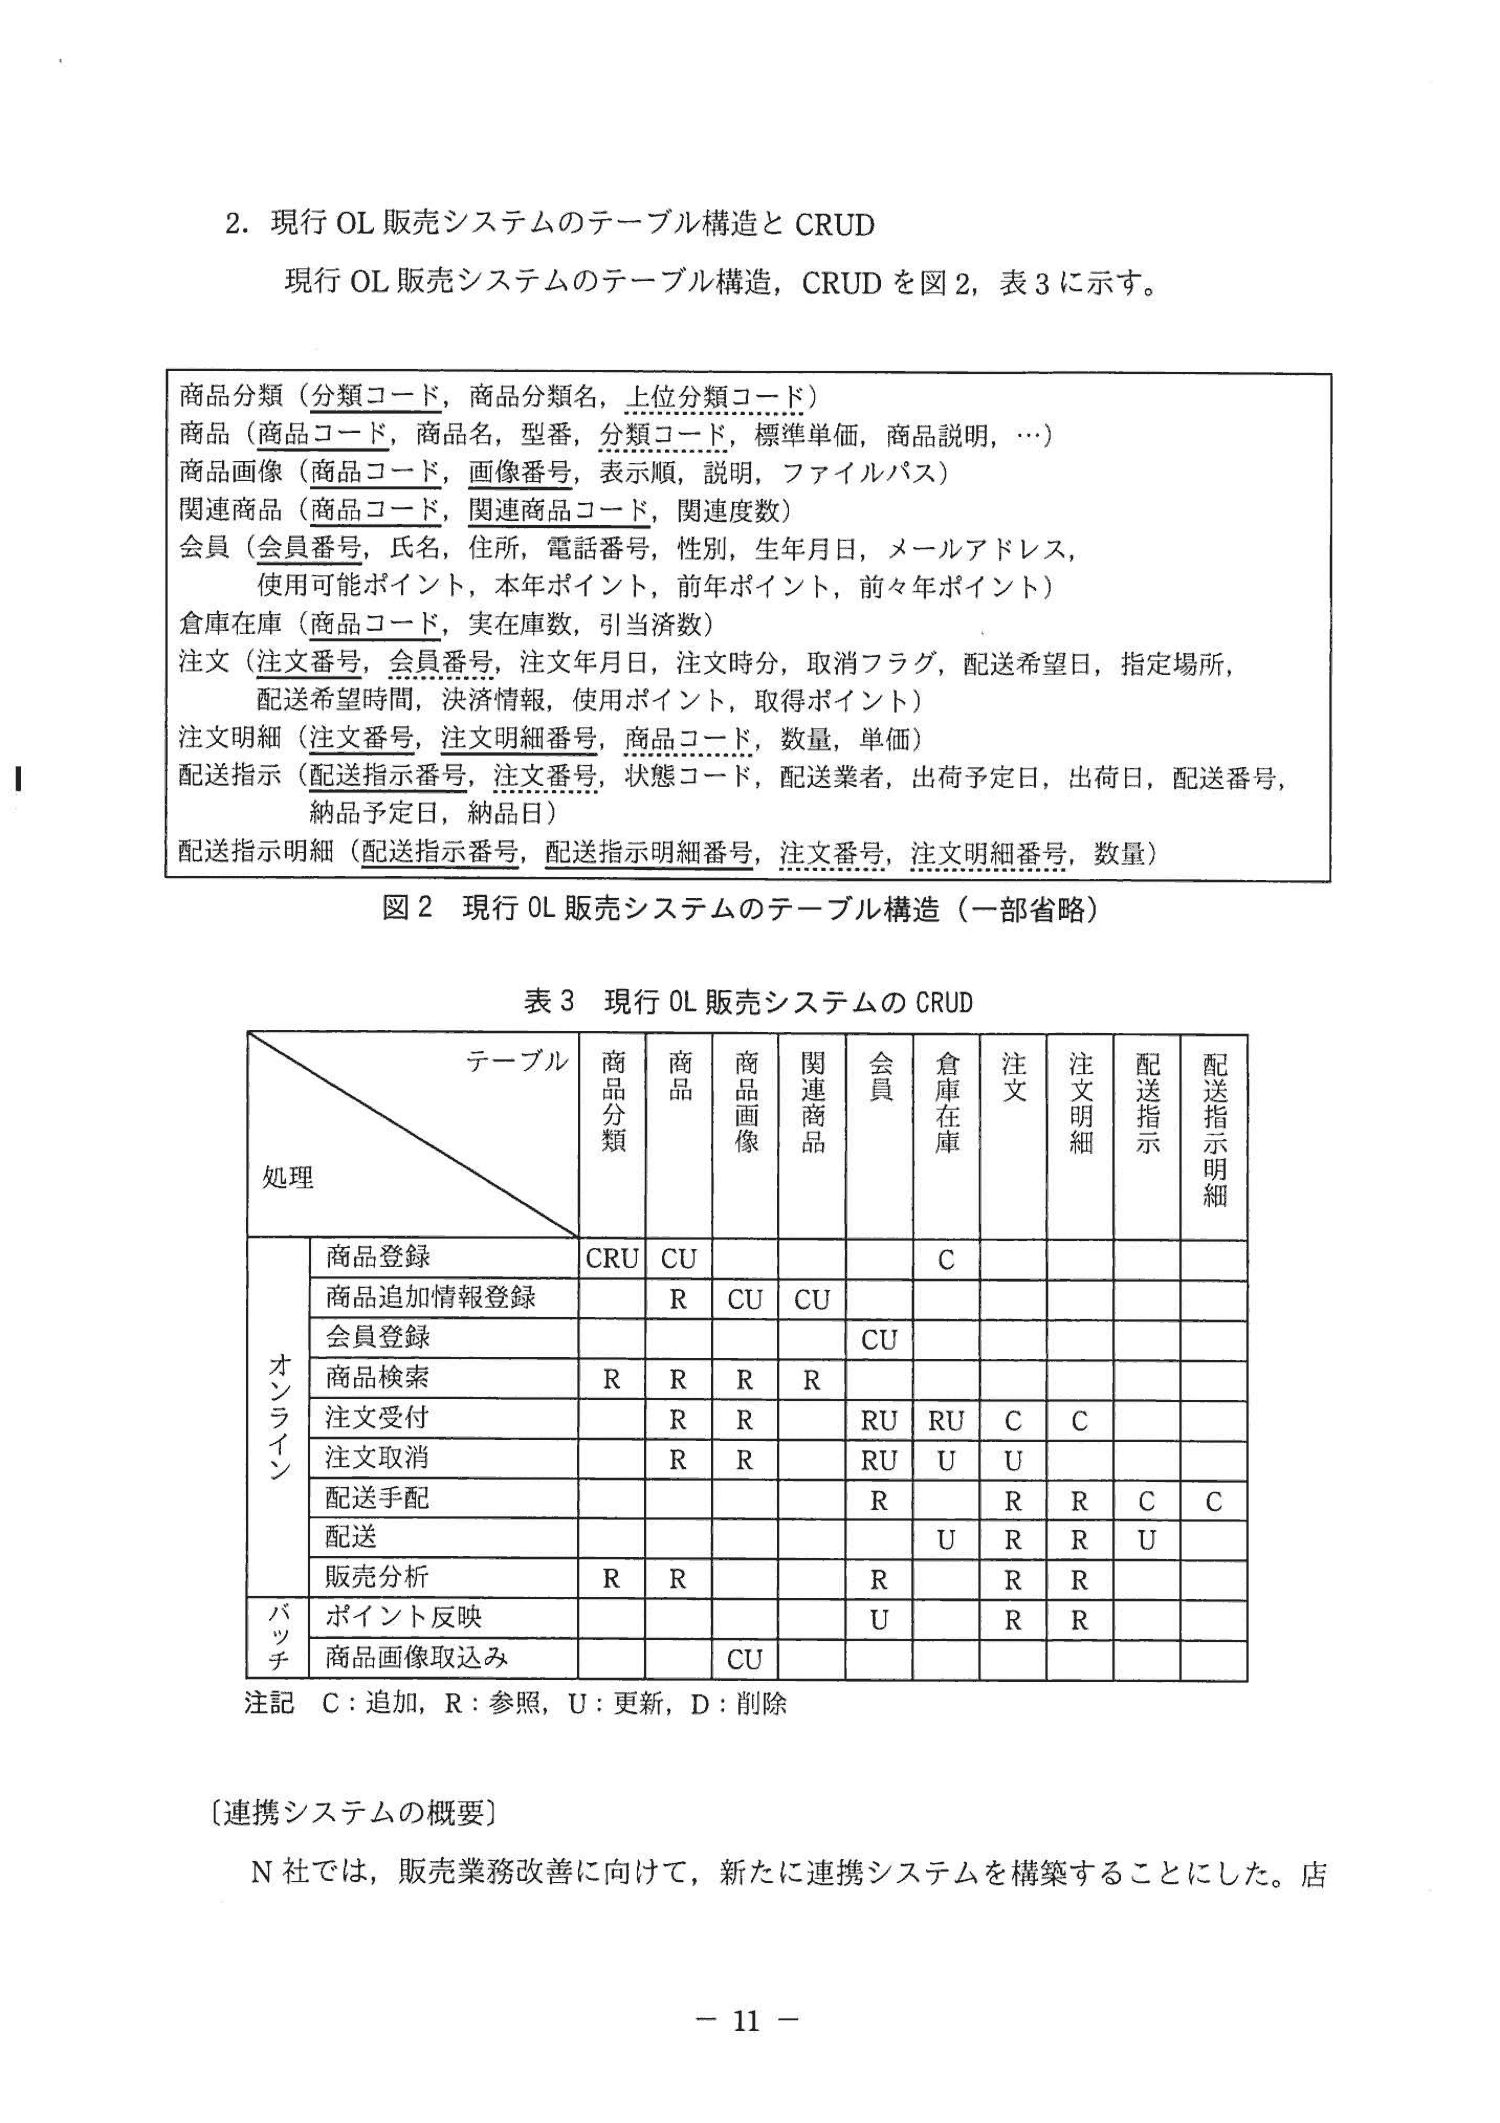 2. 現行 OL 販売システムのテーブル構造と CRUD
現行 OL 販売システムのテーブル構造，CRUD を図 2，表 3 に示す。
商品分類（分類コード，商品分類名，上位分類コード）
商品（商品コード，商品名，型番，分類コード，標準単価，商品説明，…）
商品画像（商品コード，画像番号，表示順，説明，ファイルパス）
関連商品（商品コード，関連商品コード，関連度数）
会員（会員番号，氏名，住所，電話番号，性別，生年月日，メールアドレス，
使用可能ポイント，本年ポイント，前年ポイント，前々年ポイント）
倉庫在庫（商品コード，実在庫数，引当済数）
注文（注文番号，会員番号，注文年月日，注文時分，取消フラグ，配送希望日，指定場所，
配送希望時間，決済情報，使用ポイント，取得ポイント）
注文明細（注文番号，注文明細番号，商品コード，数量，単価）
配送指示（配送指示番号，注文番号，状態コード，配送業者，出荷予定日，出荷日，配送番号，
納品予定日，納品日）
配送指示明細（配送指示番号，配送指示明細番号，注文番号，注文明細番号，数量）
図 2 現行 OL 販売システムのテーブル構造（一部省略）
表 3 現行 OL 販売システムの CRUD
テーブル 商品分類 商品 商品画像 関連商品 会員 倉庫在庫 注文 注文明細 配送指示 配送指示明細
処理
オンライン
商品登録 CRU CU C
商品追加情報登録 R CU CU
会員登録 CU
商品検索 R R R R
注文受付 R R RU RU C C
注文取消 R R RU U U
配送手配 R R R C C
配送 U R R U
販売分析 R R R R R
バッチ
ポイント反映 U R R
商品画像取込み CU
注記 C：追加，R：参照，U：更新，D：削除
〔連携システムの概要〕
N 社では，販売業務改善に向けて，新たに連携システムを構築することにした。店
－ 11 －